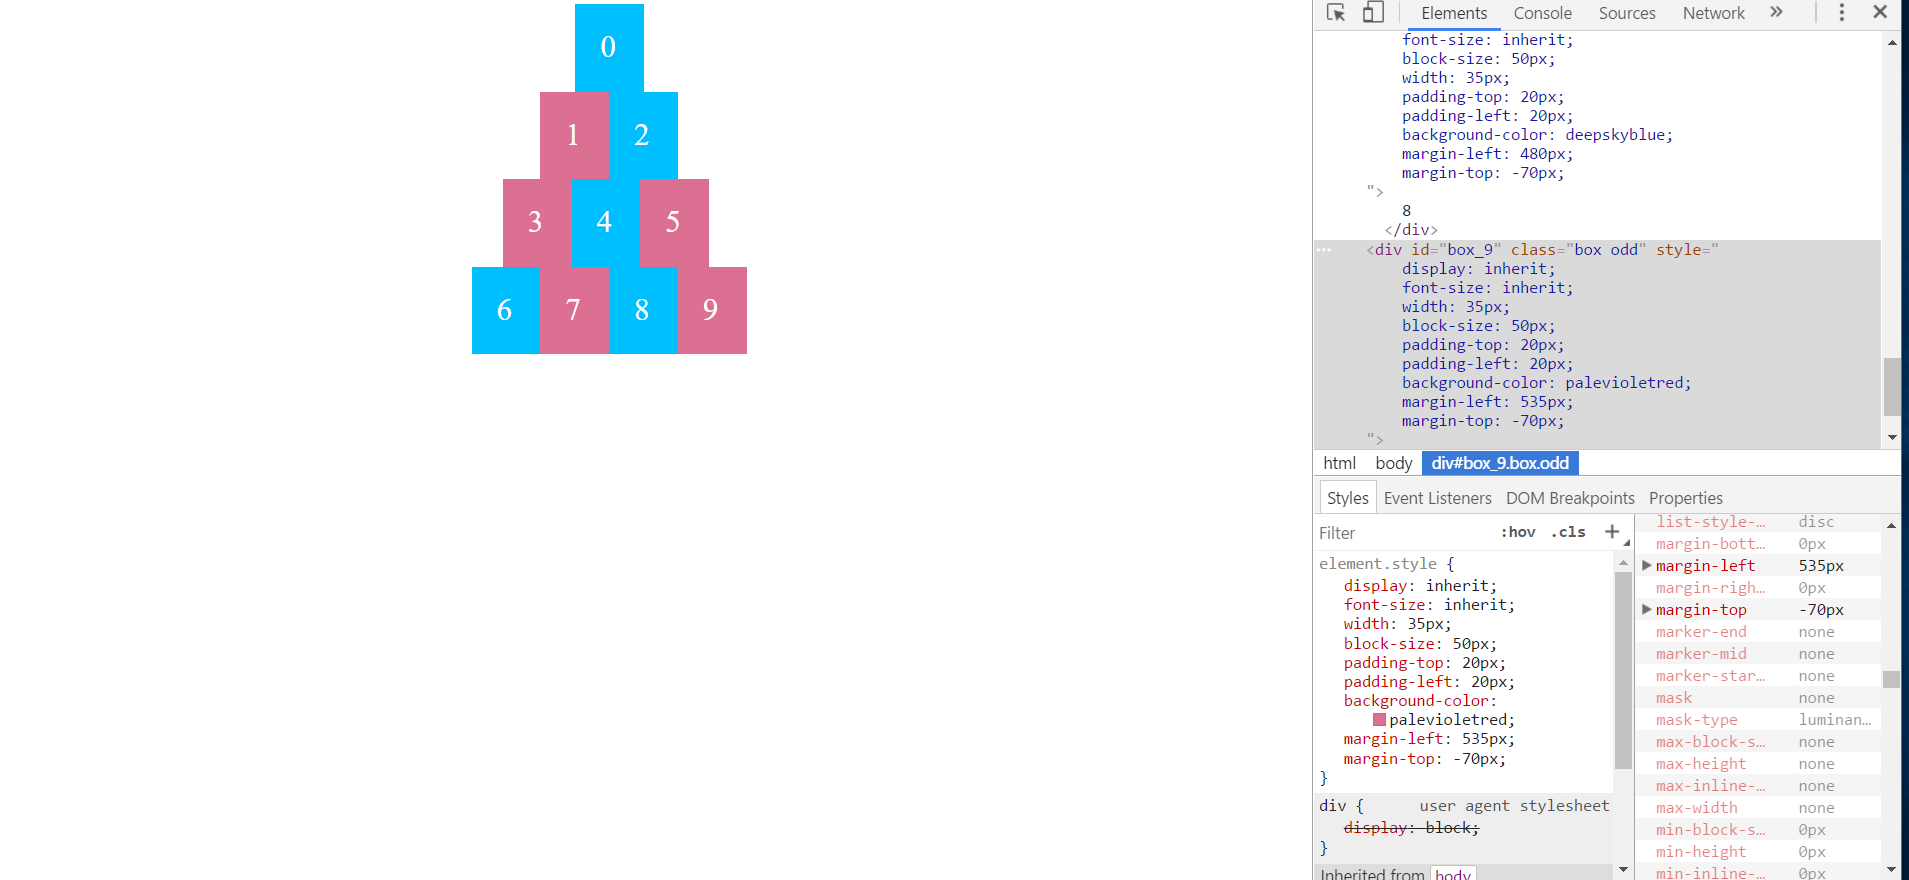 0
1 2
3 4 5
6 7 8 9
Elements Console Sources Network »
font-size: inherit;
block-size: 50px;
width: 35px;
padding-top: 20px;
padding-left: 20px;
background-color: deepskyblue;
margin-left: 480px;
margin-top: -70px;
">
8
</div>
<div id="box_9" class="box odd" style="
display: inherit;
font-size: inherit;
width: 35px;
block-size: 50px;
padding-top: 20px;
padding-left: 20px;
background-color: palevioletred;
margin-left: 535px;
margin-top: -70px;
">
html body div#box_9.box.odd
Styles Event Listeners DOM Breakpoints Properties
Filter :hov .cls +
element.style {
display: inherit;
font-size: inherit;
width: 35px;
block-size: 50px;
padding-top: 20px;
padding-left: 20px;
background-color:
palevioletred;
margin-left: 535px;
margin-top: -70px;
}
div { user agent stylesheet
display: block;
}
Inherited from body
list-style-… disc
margin-bott… 0px
margin-left 535px
margin-righ… 0px
margin-top -70px
marker-end none
marker-mid none
marker-star… none
mask none
mask-type luminan…
max-block-s… none
max-height none
max-inline-… none
max-width none
min-block-s… 0px
min-height 0px
min-inline-… 0px